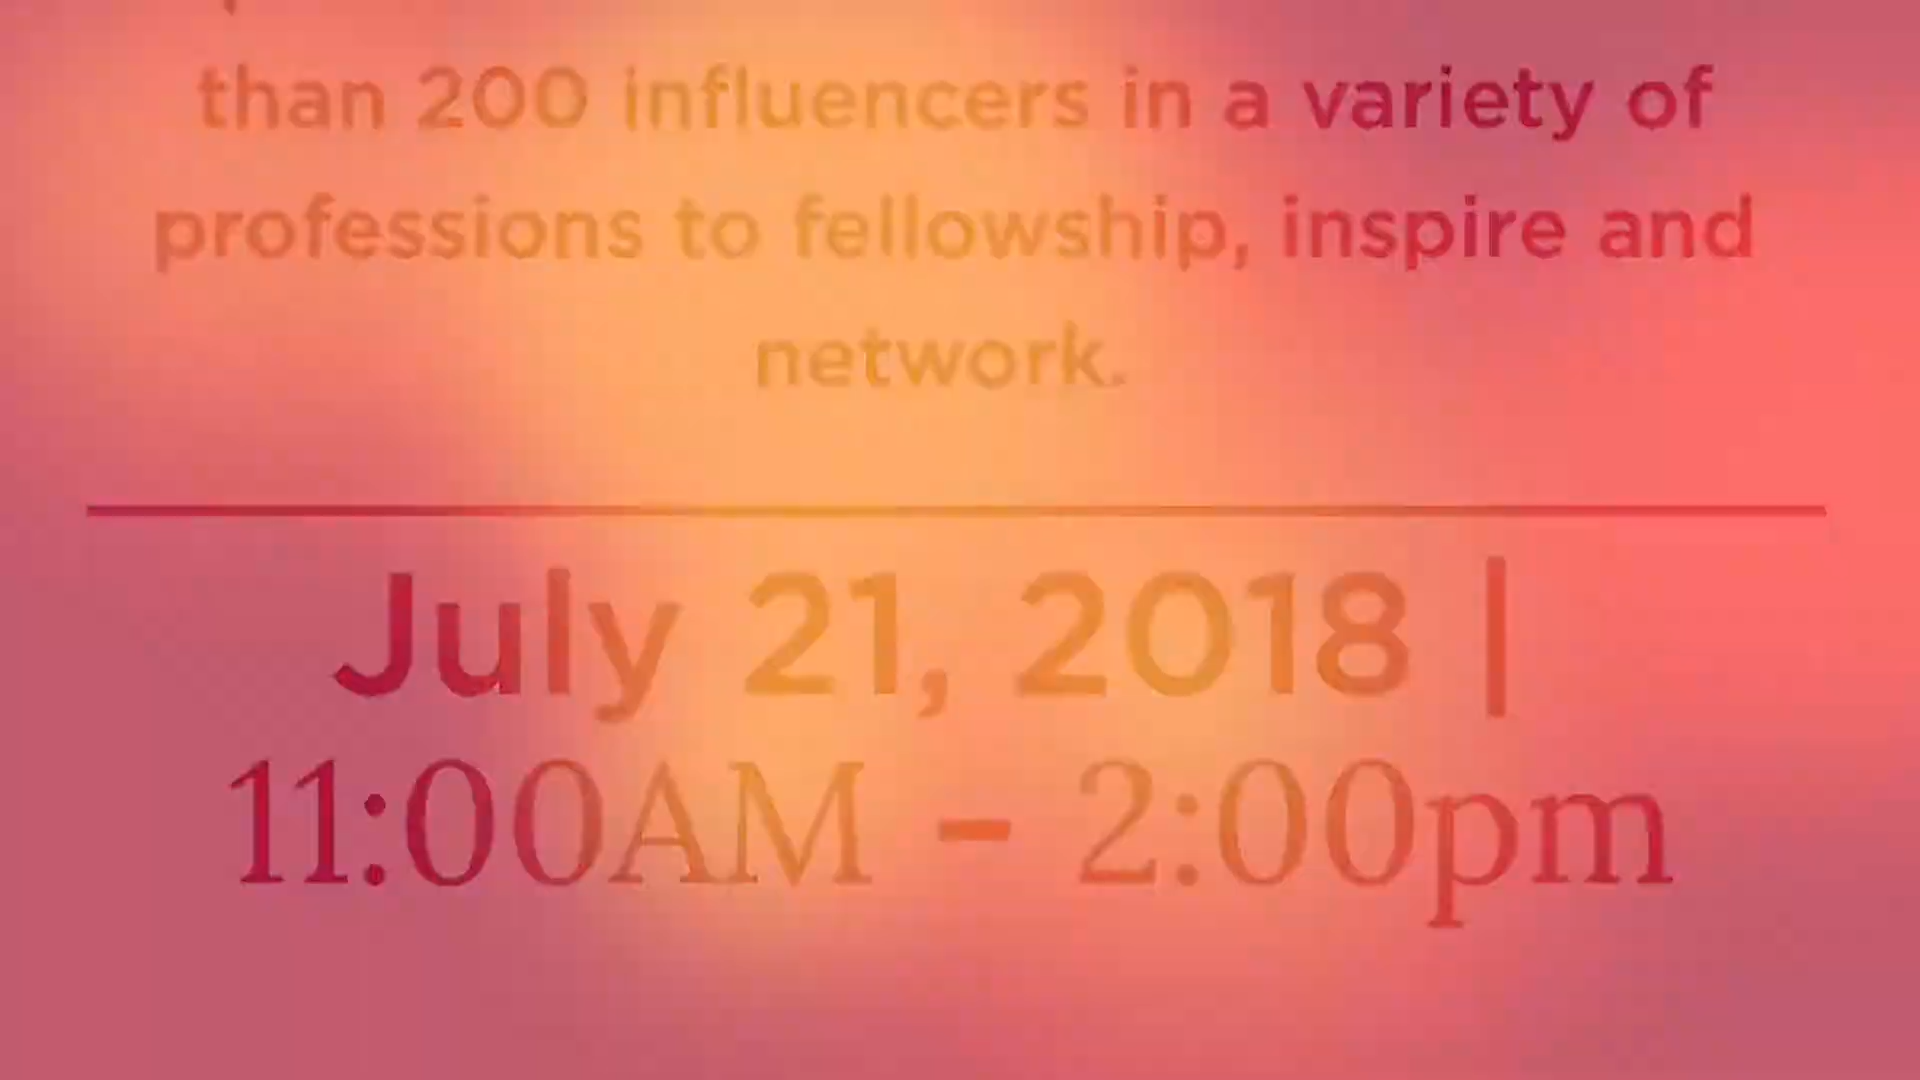 than 200 influencers in a variety of
professions to fellowship, inspire and
network.
July 21, 2018 |
11:00AM - 2:00pm